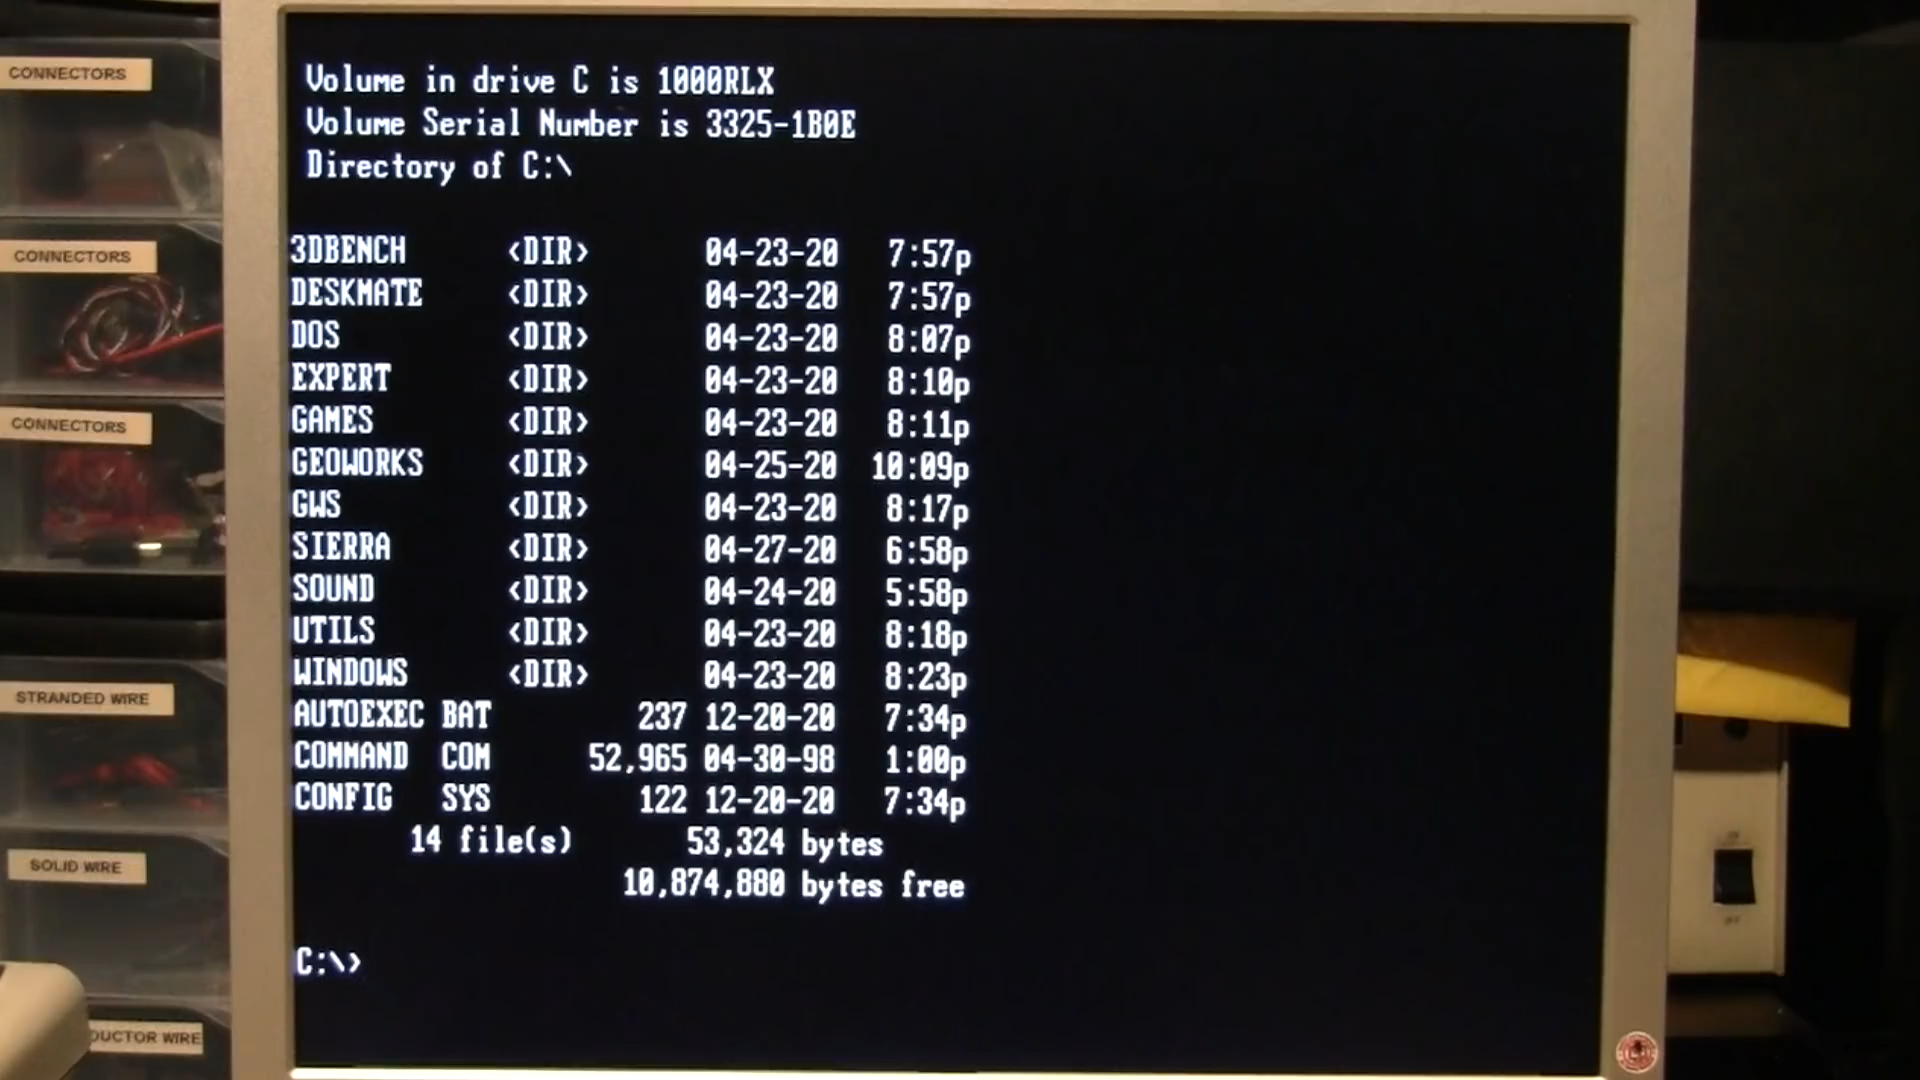 CONNECTORS
CONNECTORS
CONNECTORS
STRANDED WIRE
SOLID WIRE
DUCTOR WIRE
Volume in drive C is 1000RLX
Volume Serial Number is 3325-1B0E
Directory of C:\
3DBENCH <DIR> 04-23-20 7:57p
DESKMATE <DIR> 04-23-20 7:57p
DOS <DIR> 04-23-20 8:07p
EXPERT <DIR> 04-23-20 8:10p
GAMES <DIR> 04-23-20 8:11p
GEOWORKS <DIR> 04-25-20 10:09p
GWS <DIR> 04-23-20 8:17p
SIERRA <DIR> 04-27-20 6:58p
SOUND <DIR> 04-24-20 5:58p
UTILS <DIR> 04-23-20 8:18p
WINDOWS <DIR> 04-23-20 8:23p
AUTOEXEC BAT 237 12-20-20 7:34p
COMMAND COM 52,965 04-30-98 1:00p
CONFIG SYS 122 12-20-20 7:34p
14 file(s) 53,324 bytes
10,874,880 bytes free
C:\>